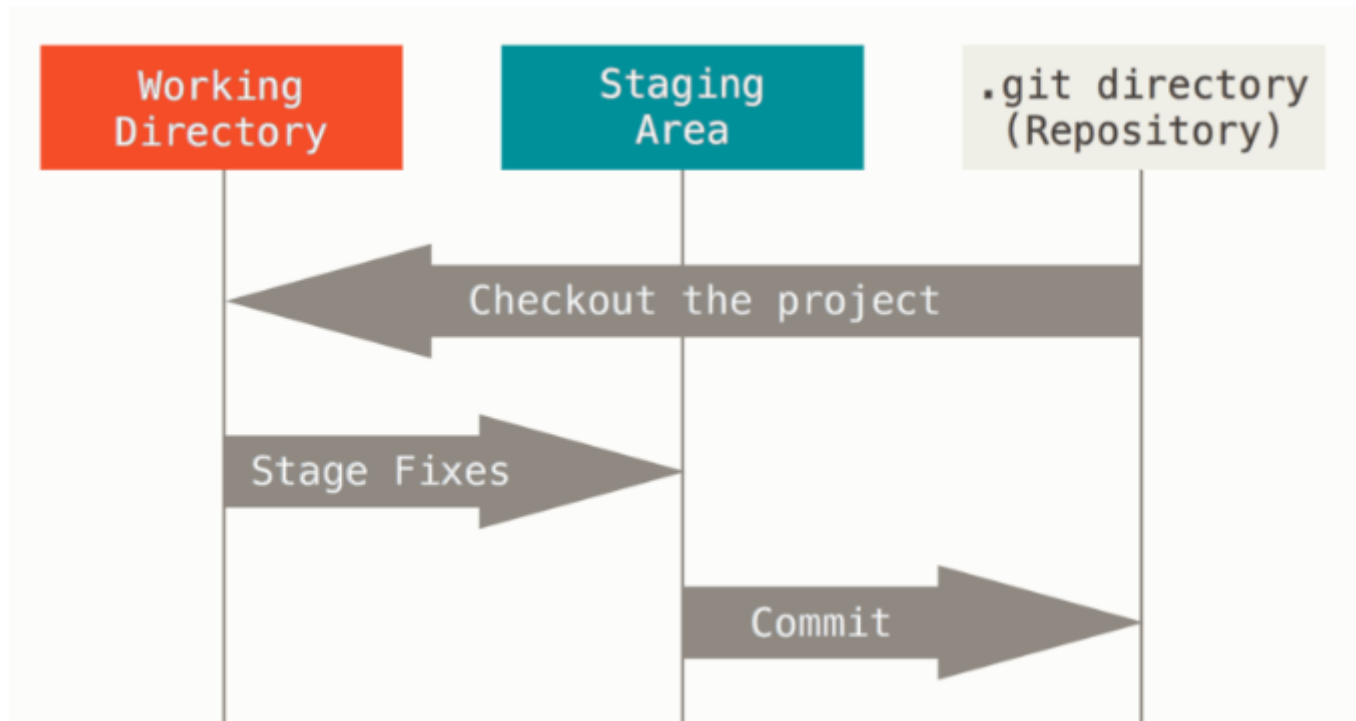 Working
Directory
Staging
Area
.git directory
(Repository)
Checkout the project
Stage Fixes
Commit